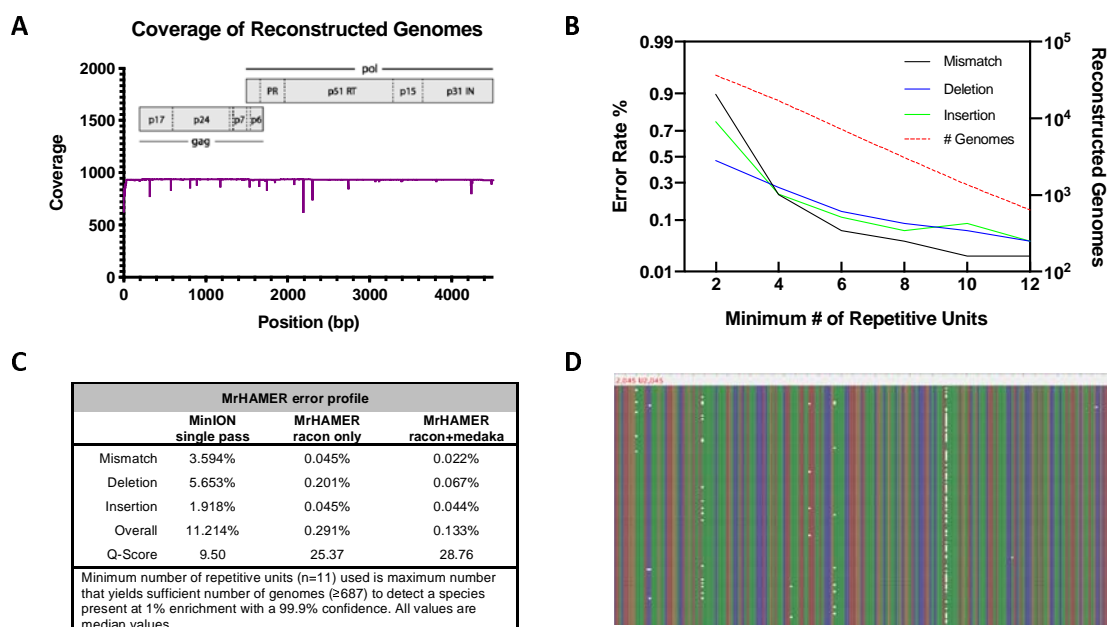 A
Coverage of Reconstructed Genomes
2000
1500
1000
500
0
Coverage
pol
PR
p51 RT
p15
p31 IN
p17
p24
p7
p6
gag
0
1000
2000
3000
4000
Position (bp)
B
0.99
0.9
0.7
0.5
0.3
0.1
0.01
Error Rate %
Mismatch
Deletion
Insertion
# Genomes
10⁵
10⁴
10³
10²
Reconstructed Genomes
2 4 6 8 10 12
Minimum # of Repetitive Units
C
MrHAMER error profile
MinION single pass
MrHAMER racon only
MrHAMER racon+medaka
Mismatch 3.594% 0.045% 0.022%
Deletion 5.653% 0.201% 0.067%
Insertion 1.918% 0.045% 0.044%
Overall 11.214% 0.291% 0.133%
Q-Score 9.50 25.37 28.76
Minimum number of repetitive units (n=11) used is maximum number
that yields sufficient number of genomes (≥687) to detect a species
present at 1% enrichment with a 99.9% confidence. All values are
median values
D